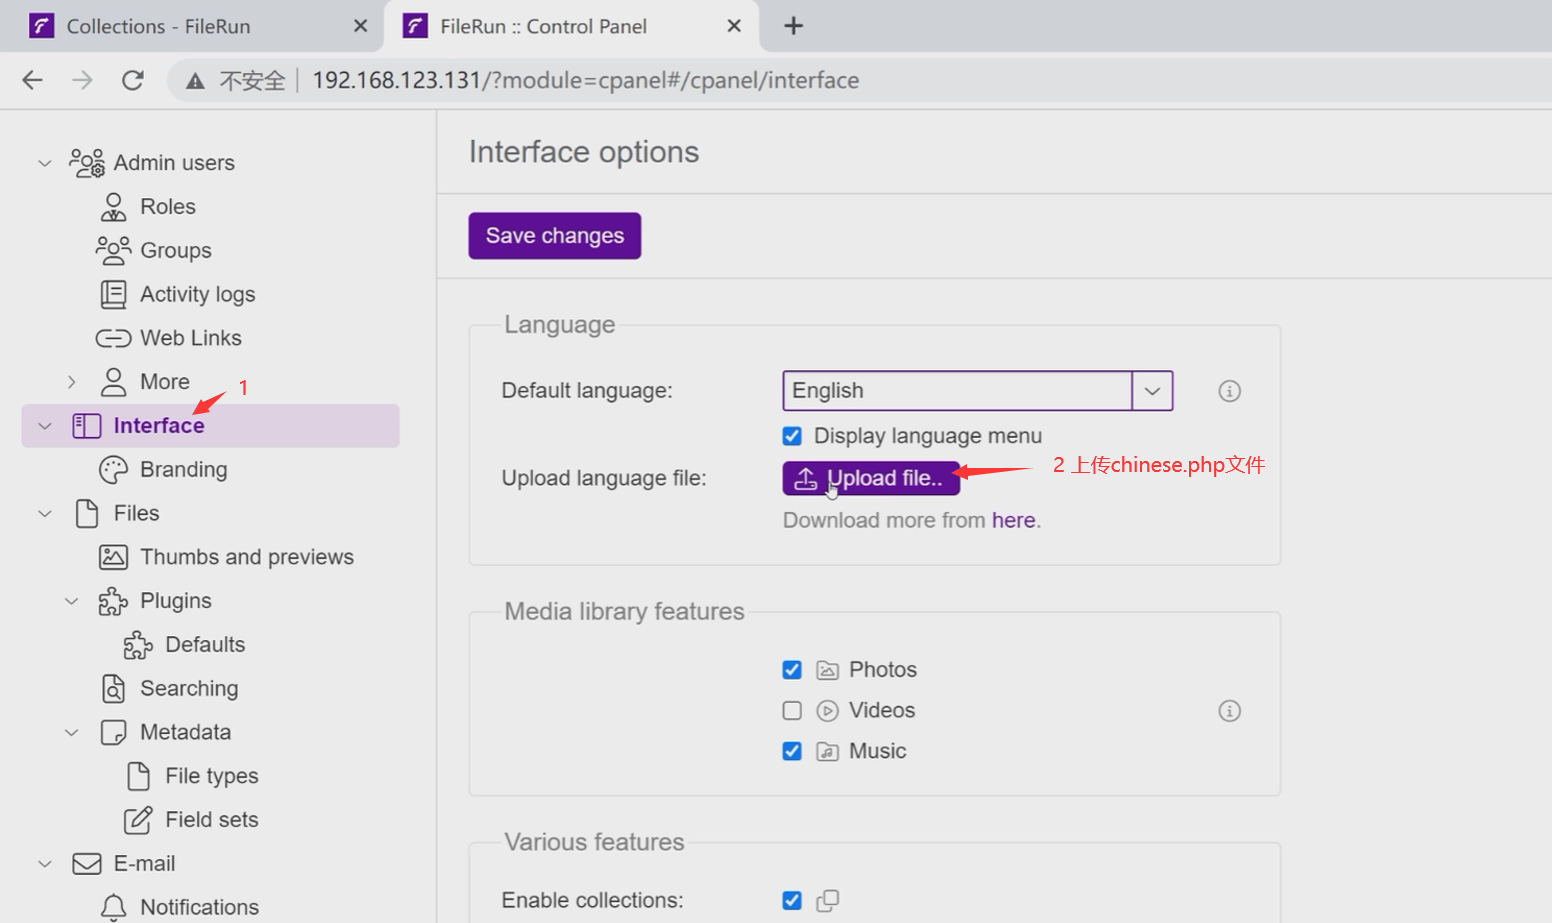 Collections - FileRun
FileRun :: Control Panel
不安全 192.168.123.131/?module=cpanel#/cpanel/interface
Admin users
Roles
Groups
Activity logs
Web Links
More
1
Interface
Branding
Files
Thumbs and previews
Plugins
Defaults
Searching
Metadata
File types
Field sets
E-mail
Notifications
Interface options
Save changes
Language
Default language: English
Display language menu
Upload language file: Upload file..
2 上传chinese.php文件
Download more from here.
Media library features
Photos
Videos
Music
Various features
Enable collections: